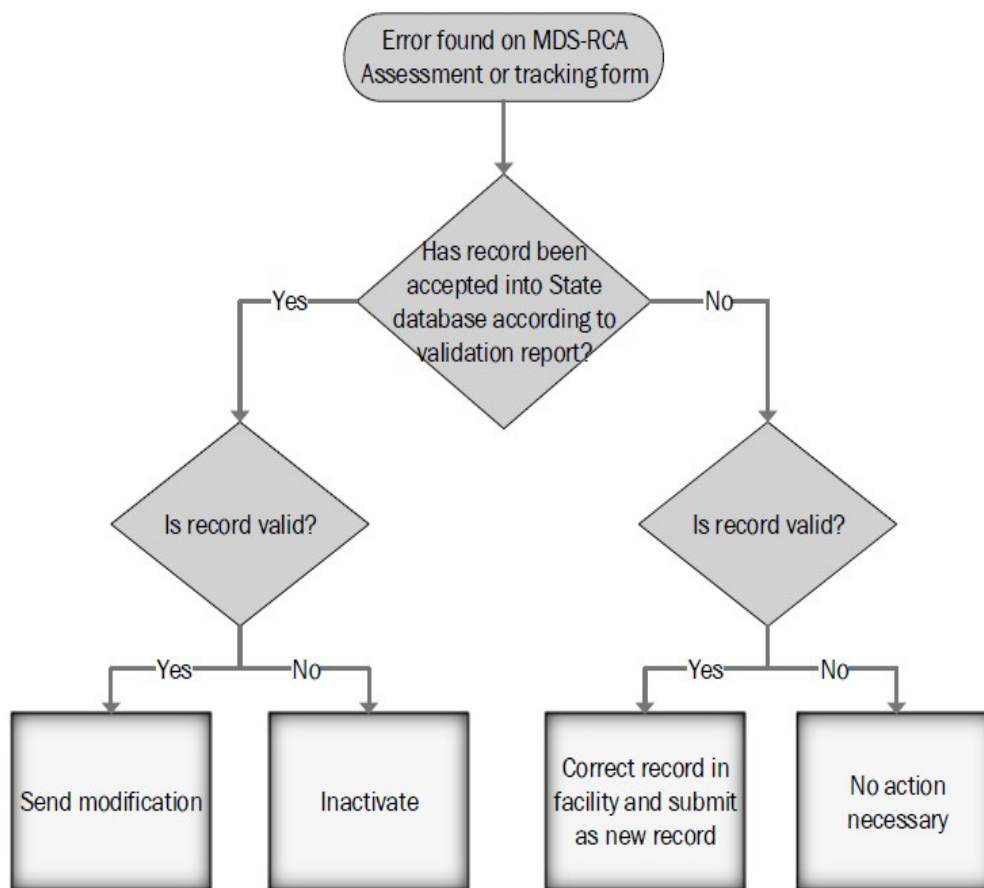 Error found on MDS-RCA
Assessment or tracking form
Has record been
accepted into State
database according to
validation report?
Yes
No
Is record valid?
Is record valid?
Yes
No
Yes
No
Send modification
Inactivate
Correct record in
facility and submit
as new record
No action
necessary